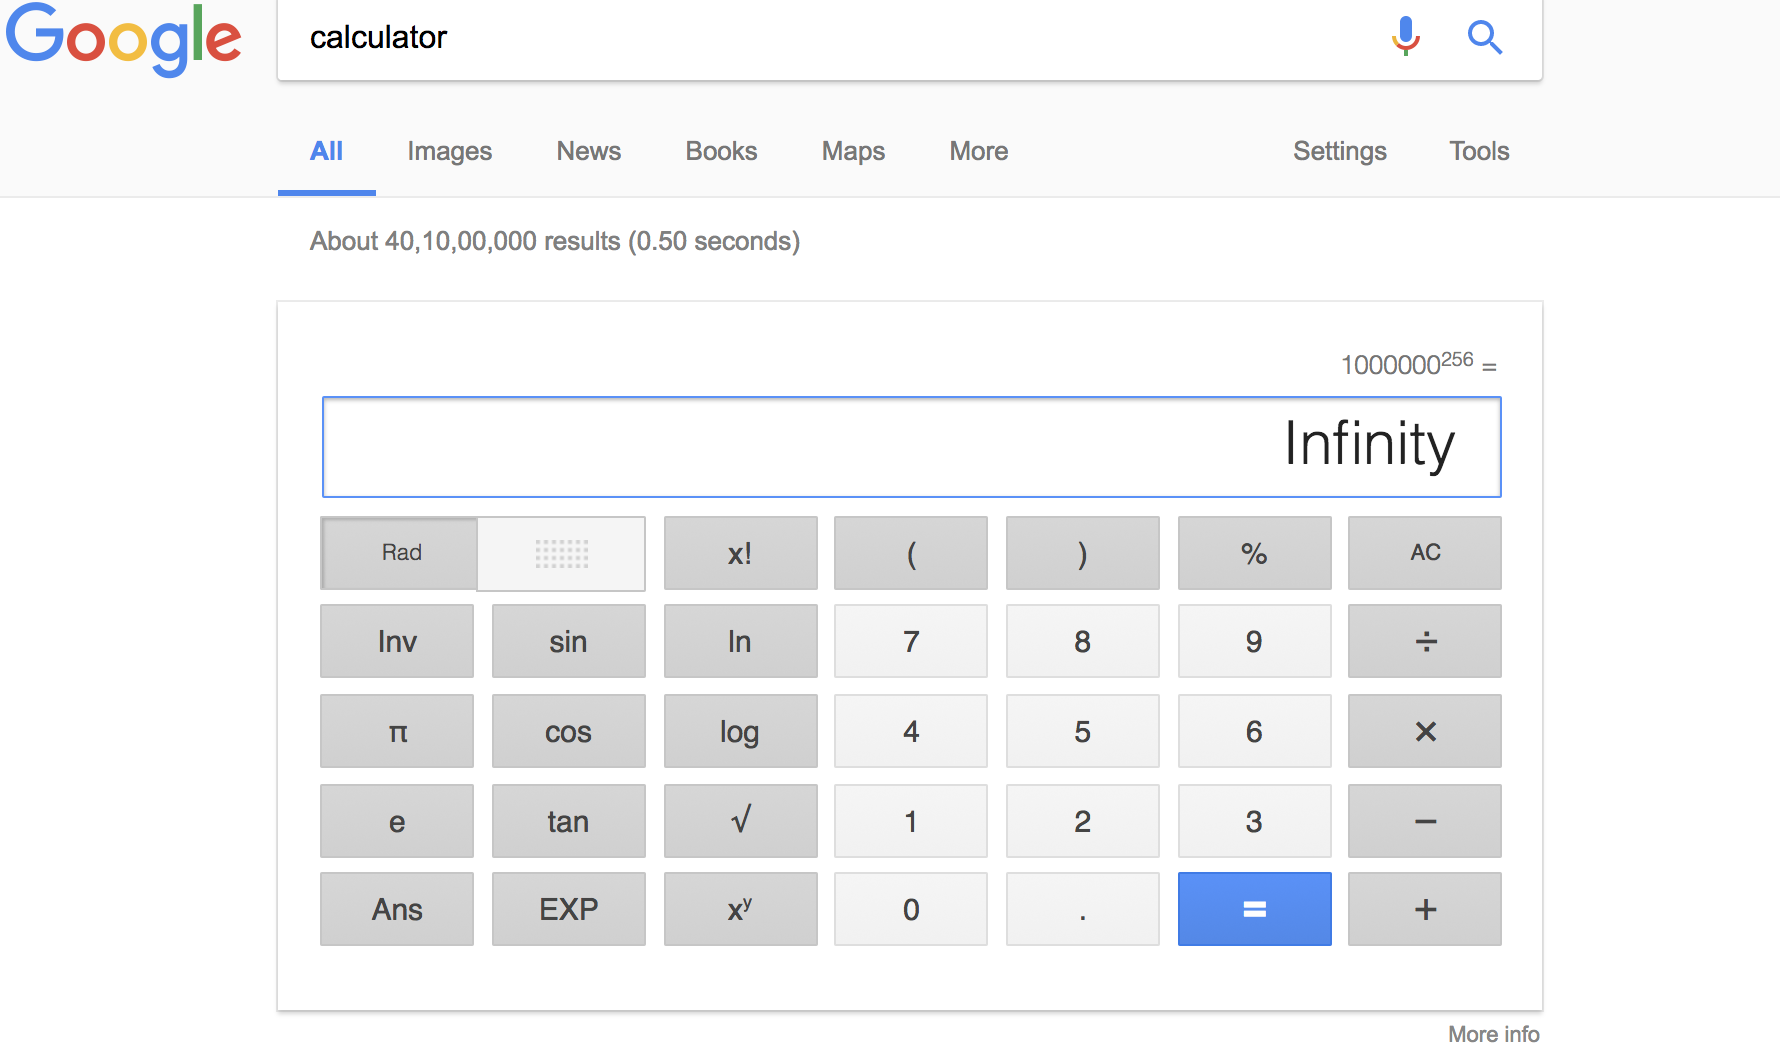 Google calculator
All Images News Books Maps More Settings Tools
About 40,10,00,000 results (0.50 seconds)
1000000²⁵⁶ =
Infinity
Rad x! ( ) % AC
Inv sin ln 7 8 9 ÷
π cos log 4 5 6 ×
e tan √ 1 2 3 −
Ans EXP xʸ 0 . = +
More info